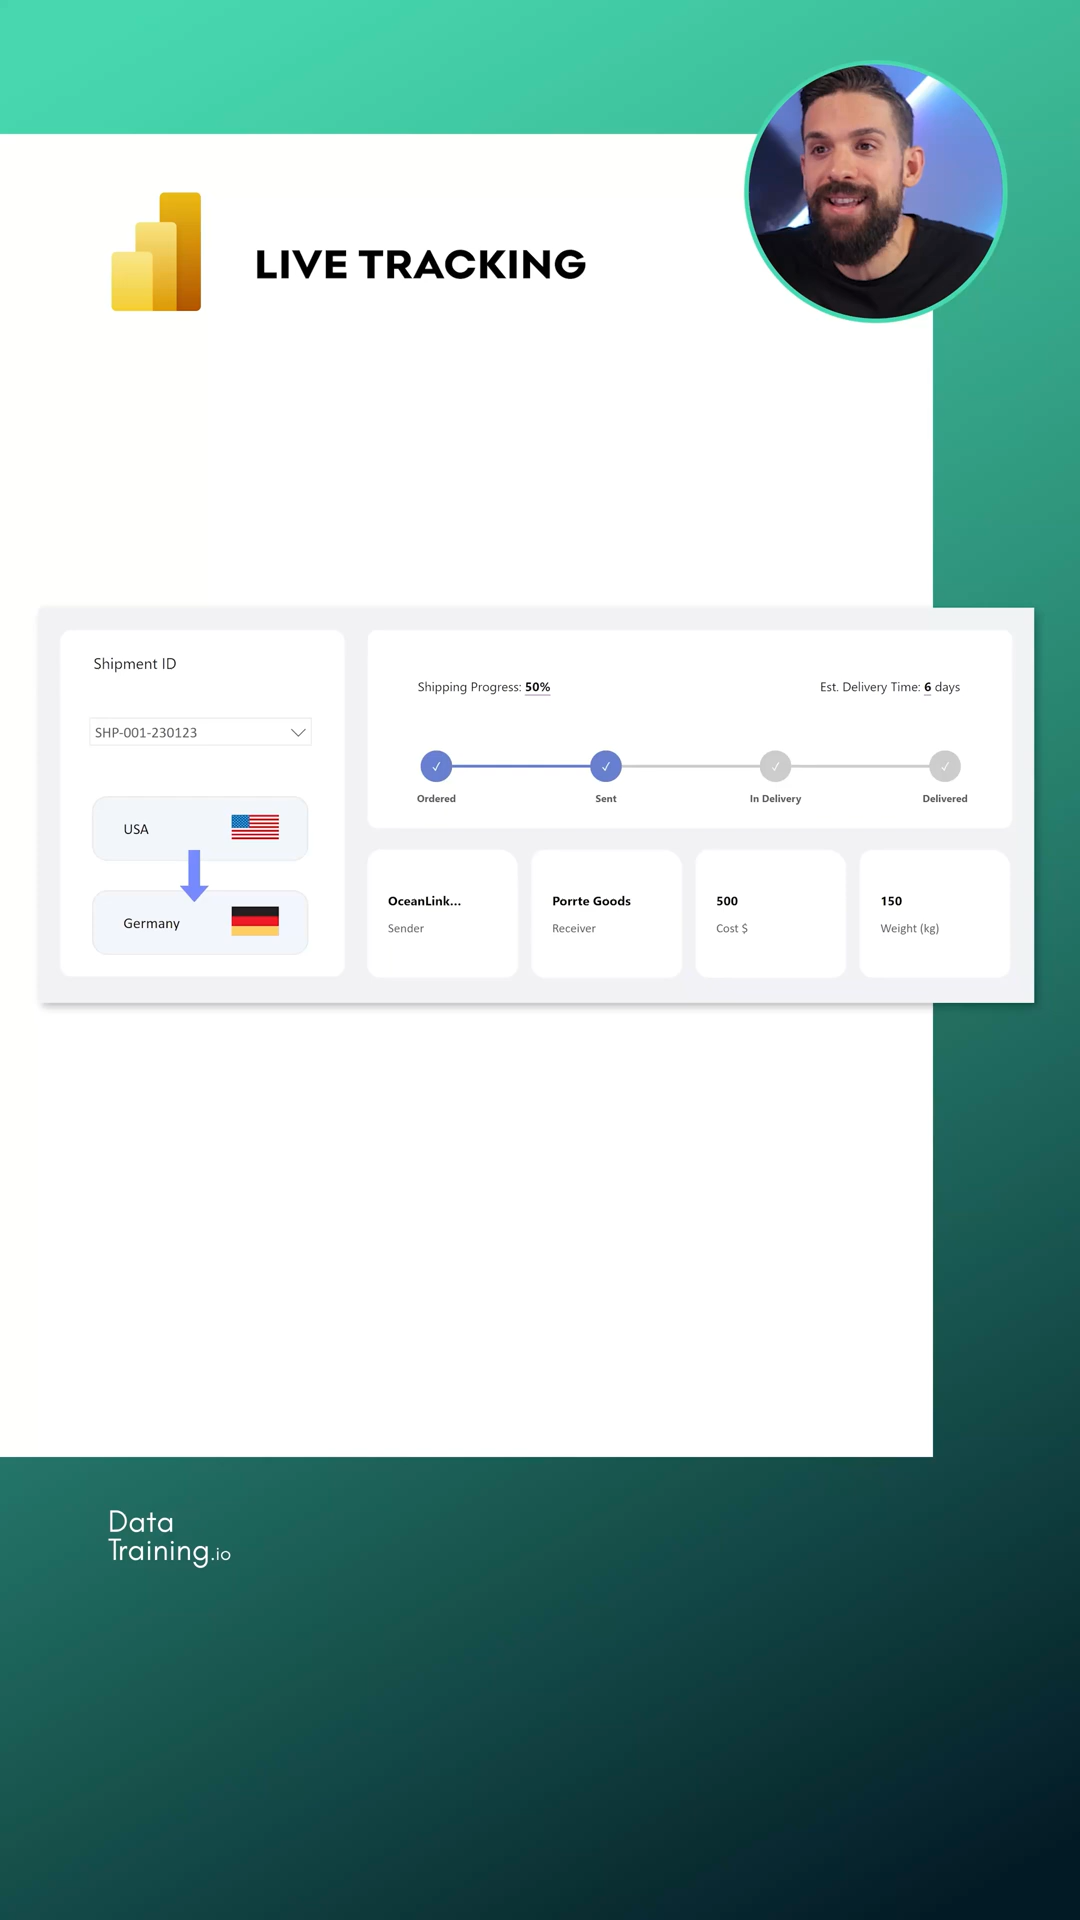 LIVE TRACKING
Shipment ID
SHP-001-230123
USA
Germany
Shipping Progress: 50%
Est. Delivery Time: 6 days
Ordered
Sent
In Delivery
Delivered
OceanLink...
Sender
Porrte Goods
Receiver
500
Cost $
150
Weight (kg)
Data
Training.io